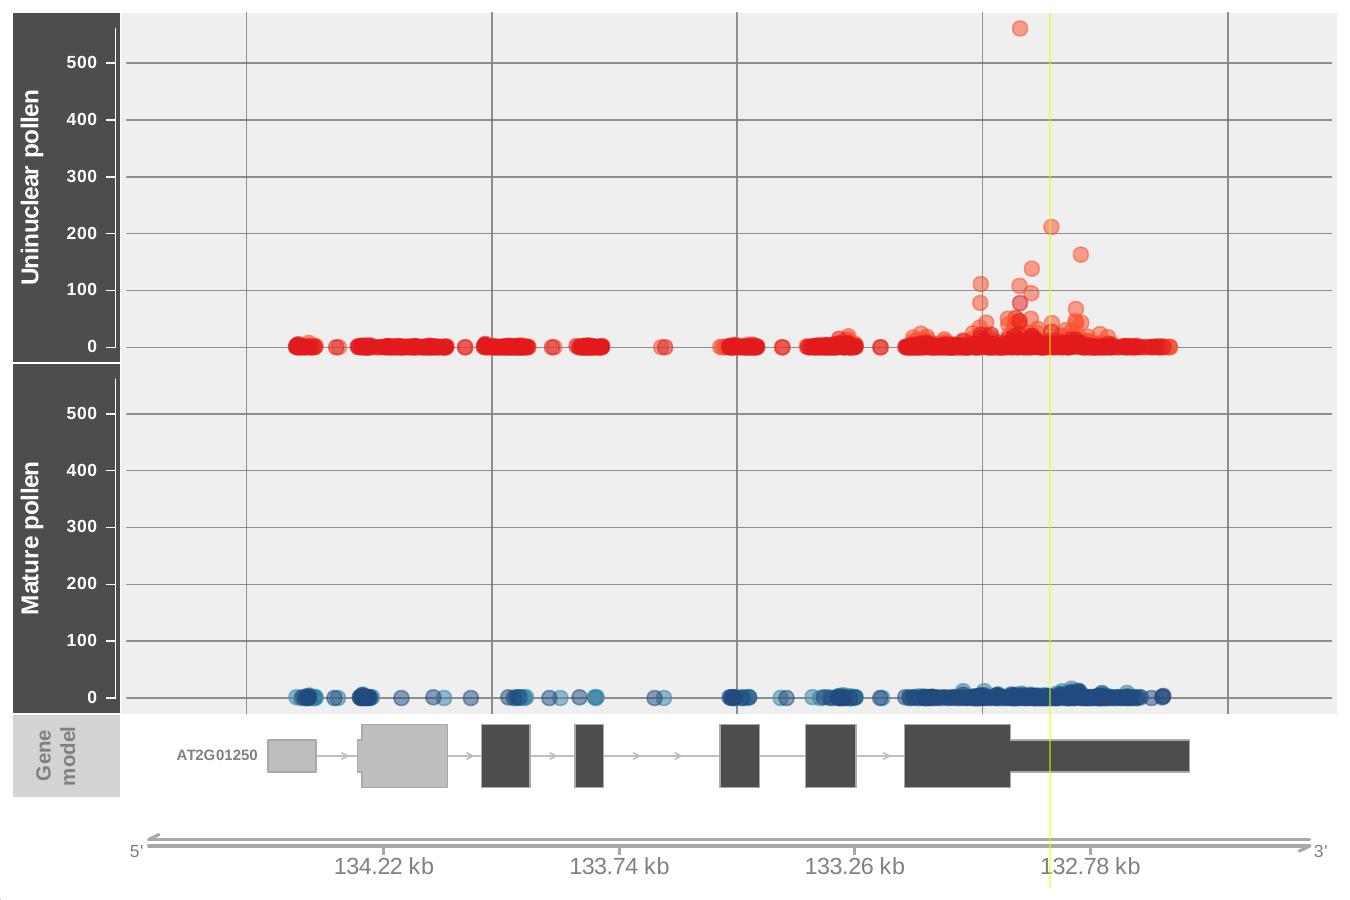 Uninuclear pollen
500
400
300
200
100
0
Mature pollen
500
400
300
200
100
0
Gene
model
AT2G01250
5'
3'
134.22 kb
133.74 kb
133.26 kb
132.78 kb